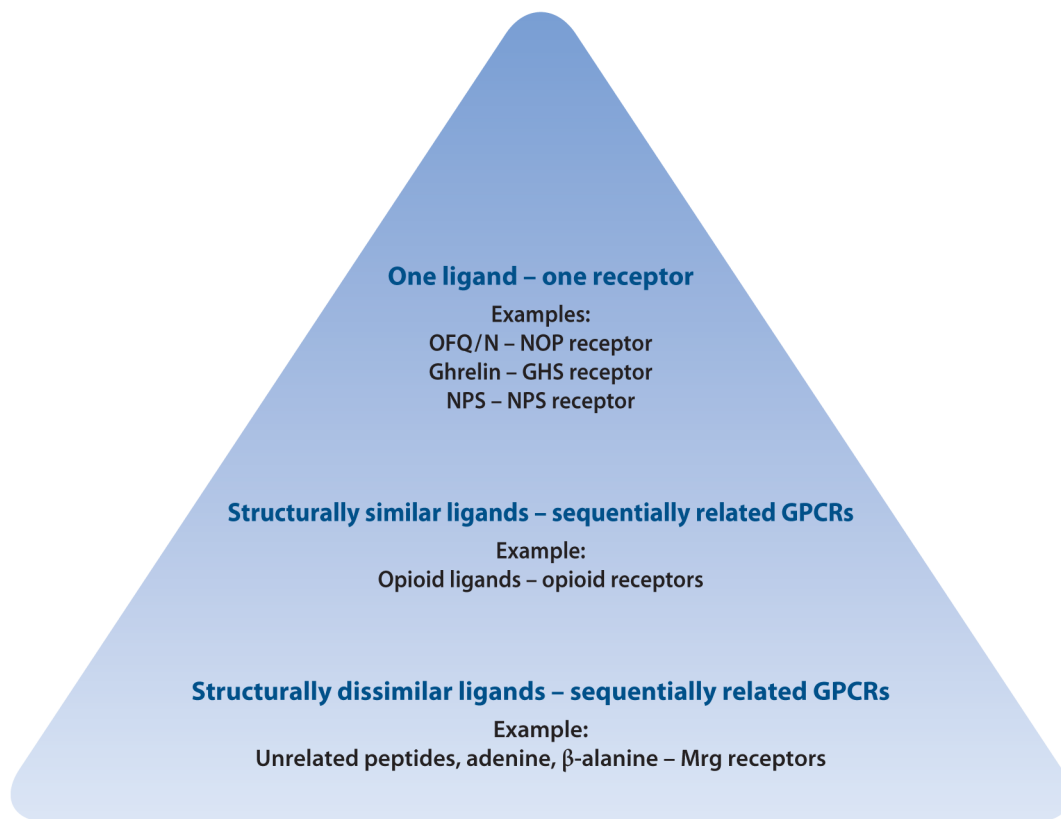 One ligand – one receptor
Examples:
OFQ/N – NOP receptor
Ghrelin – GHS receptor
NPS – NPS receptor
Structurally similar ligands – sequentially related GPCRs
Example:
Opioid ligands – opioid receptors
Structurally dissimilar ligands – sequentially related GPCRs
Example:
Unrelated peptides, adenine, β-alanine – Mrg receptors